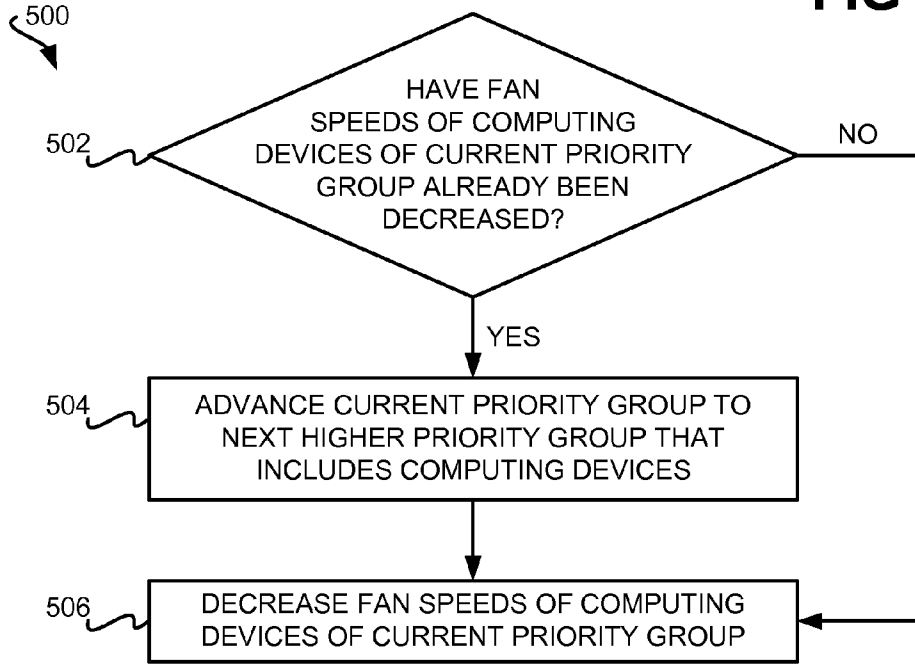 FIG
500
HAVE FAN
SPEEDS OF COMPUTING
DEVICES OF CURRENT PRIORITY
GROUP ALREADY BEEN
DECREASED?
502
NO
YES
504
ADVANCE CURRENT PRIORITY GROUP TO
NEXT HIGHER PRIORITY GROUP THAT
INCLUDES COMPUTING DEVICES
506
DECREASE FAN SPEEDS OF COMPUTING
DEVICES OF CURRENT PRIORITY GROUP